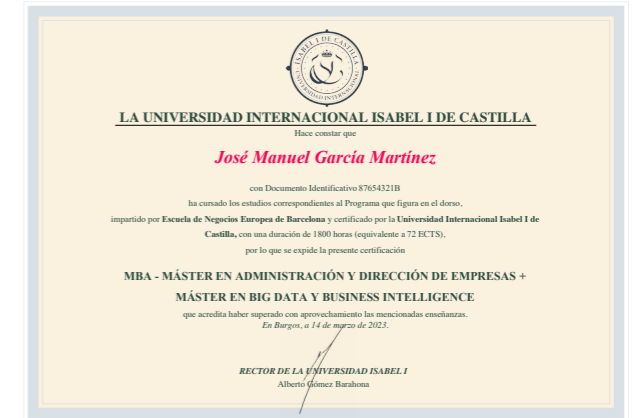 ISABEL I DE CASTILLA
UNIVERSIDAD INTERNACIONAL
LA UNIVERSIDAD INTERNACIONAL ISABEL I DE CASTILLA
Hace constar que
José Manuel García Martínez
con Documento Identificativo 87654321B
ha cursado los estudios correspondientes al Programa que figura en el dorso,
impartido por Escuela de Negocios Europea de Barcelona y certificado por la Universidad Internacional Isabel I de
Castilla, con una duración de 1800 horas (equivalente a 72 ECTS),
por lo que se expide la presente certificación
MBA - MÁSTER EN ADMINISTRACIÓN Y DIRECCIÓN DE EMPRESAS +
MÁSTER EN BIG DATA Y BUSINESS INTELLIGENCE
que acredita haber superado con aprovechamiento las mencionadas enseñanzas.
En Burgos, a 14 de marzo de 2023.
RECTOR DE LA UNIVERSIDAD ISABEL I
Alberto Gómez Barahona